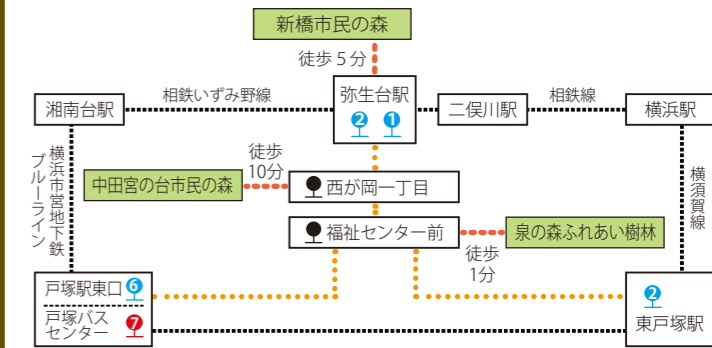 新橋市民の森
徒歩5分
相鉄いずみ野線
相鉄線
湘南台駅
弥生台駅
2 1
二俣川駅
横浜駅
横浜市営地下鉄
ブルーライン
徒歩
10分
中田宮の台市民の森
西が岡一丁目
横須賀線
福祉センター前
泉の森ふれあい樹林
徒歩
1分
戸塚駅東口 6
戸塚バス
センター 7
2
東戸塚駅